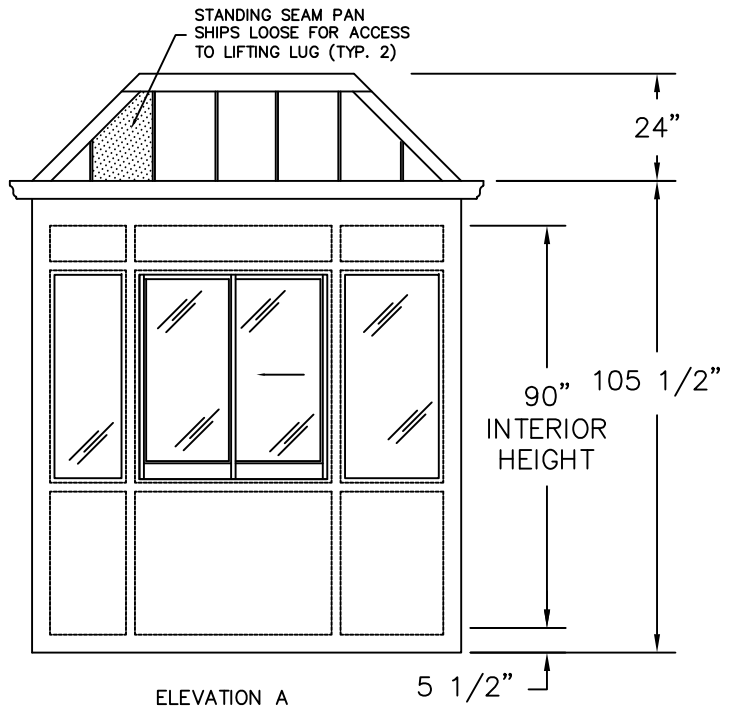 STANDING SEAM PAN
SHIPS LOOSE FOR ACCESS
TO LIFTING LUG (TYP. 2)
24”
105 1/2”
90”
INTERIOR
HEIGHT
5 1/2”
ELEVATION A